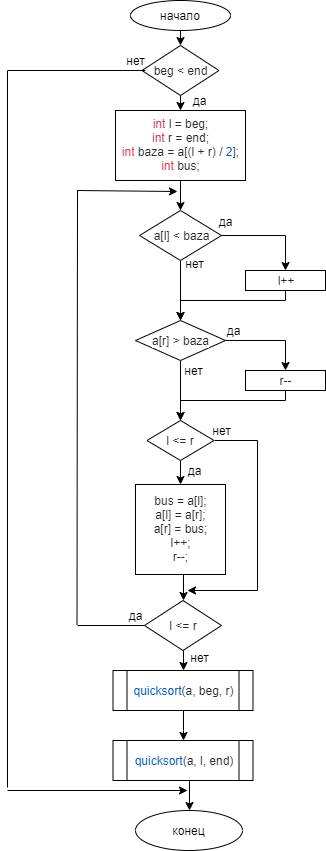 начало
нет
beg < end
да
int l = beg;
int r = end;
int baza = a[(l + r) / 2];
int bus;
a[l] < baza
да
нет
l++
a[r] > baza
да
нет
r--
l <= r
нет
да
bus = a[l];
a[l] = a[r];
a[r] = bus;
l++;
r--;
да
l <= r
нет
quicksort(a, beg, r)
quicksort(a, l, end)
конец